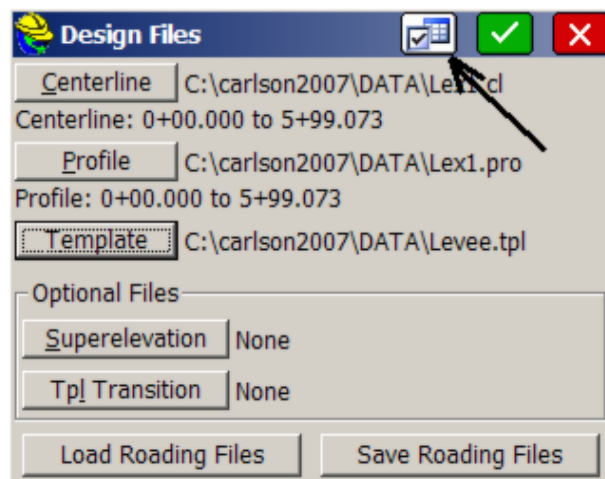 Design Files
Centerline C:\carlson2007\DATA\Lex1.cl
Centerline: 0+00.000 to 5+99.073
Profile C:\carlson2007\DATA\Lex1.pro
Profile: 0+00.000 to 5+99.073
Template C:\carlson2007\DATA\Levee.tpl
Optional Files
Superelevation None
Tpl Transition None
Load Roading Files Save Roading Files